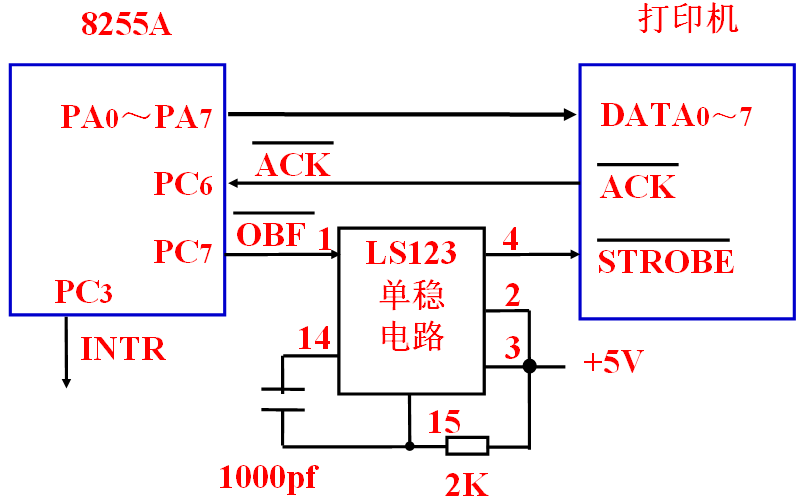 8255A
打印机
PA0～PA7
DATA0～7
ACK
PC6
ACK
OBF
1
LS123
4
PC7
STROBE
单稳
2
PC3
电路
14
3
INTR
+5V
15
1000pf
2K